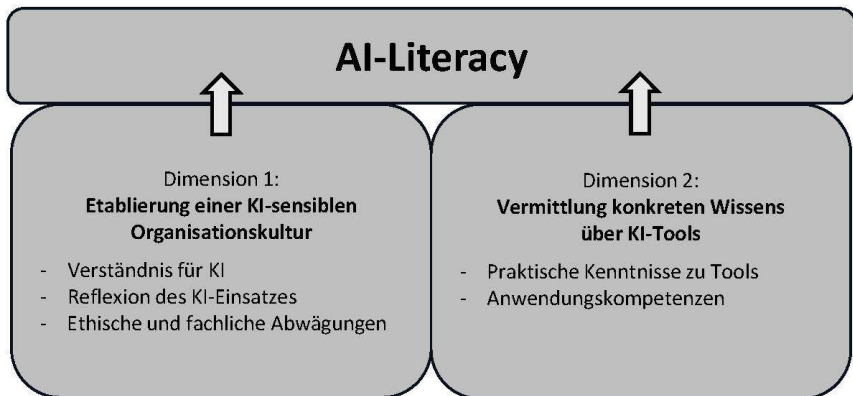 AI-Literacy
Dimension 1:
Etablierung einer KI-sensiblen
Organisationskultur
- Verständnis für KI
- Reflexion des KI-Einsatzes
- Ethische und fachliche Abwägungen
Dimension 2:
Vermittlung konkreten Wissens
über KI-Tools
- Praktische Kenntnisse zu Tools
- Anwendungskompetenzen